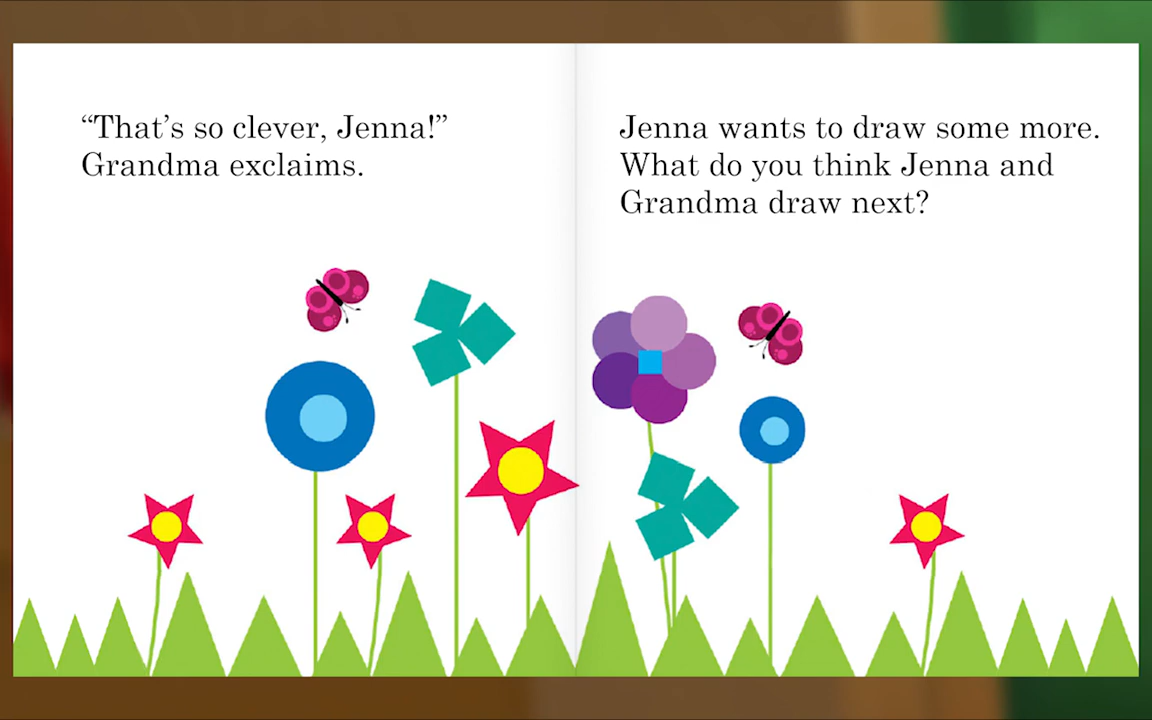 “That’s so clever, Jenna!”
Grandma exclaims.
Jenna wants to draw some more.
What do you think Jenna and
Grandma draw next?